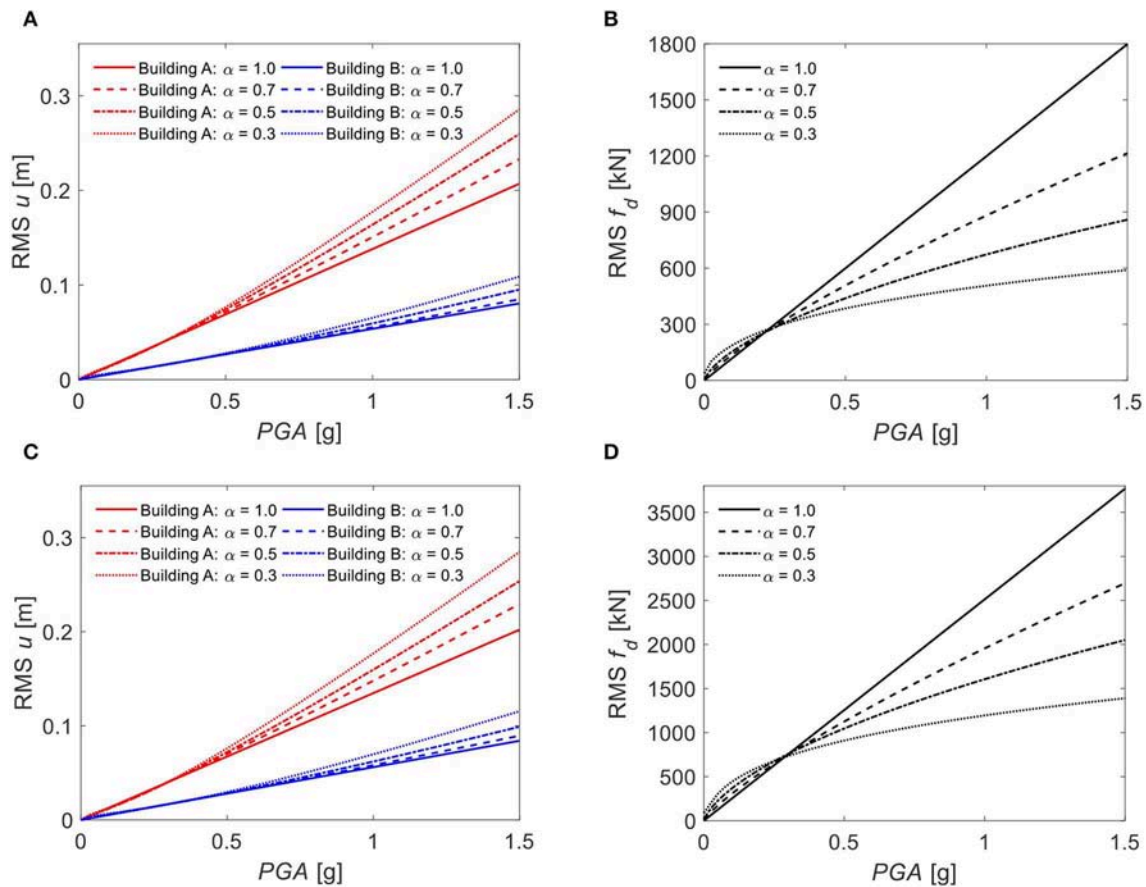 A
RMS u [m]
0.3
0.2
0.1
0
Building A: α = 1.0
Building A: α = 0.7
Building A: α = 0.5
Building A: α = 0.3
Building B: α = 1.0
Building B: α = 0.7
Building B: α = 0.5
Building B: α = 0.3
0 0.5 1 1.5
PGA [g]
B
RMS f_d [kN]
1800
1500
1200
900
600
300
0
α = 1.0
α = 0.7
α = 0.5
α = 0.3
0 0.5 1 1.5
PGA [g]
C
RMS u [m]
0.3
0.2
0.1
0
Building A: α = 1.0
Building A: α = 0.7
Building A: α = 0.5
Building A: α = 0.3
Building B: α = 1.0
Building B: α = 0.7
Building B: α = 0.5
Building B: α = 0.3
0 0.5 1 1.5
PGA [g]
D
RMS f_d [kN]
3500
3000
2500
2000
1500
1000
500
0
α = 1.0
α = 0.7
α = 0.5
α = 0.3
0 0.5 1 1.5
PGA [g]